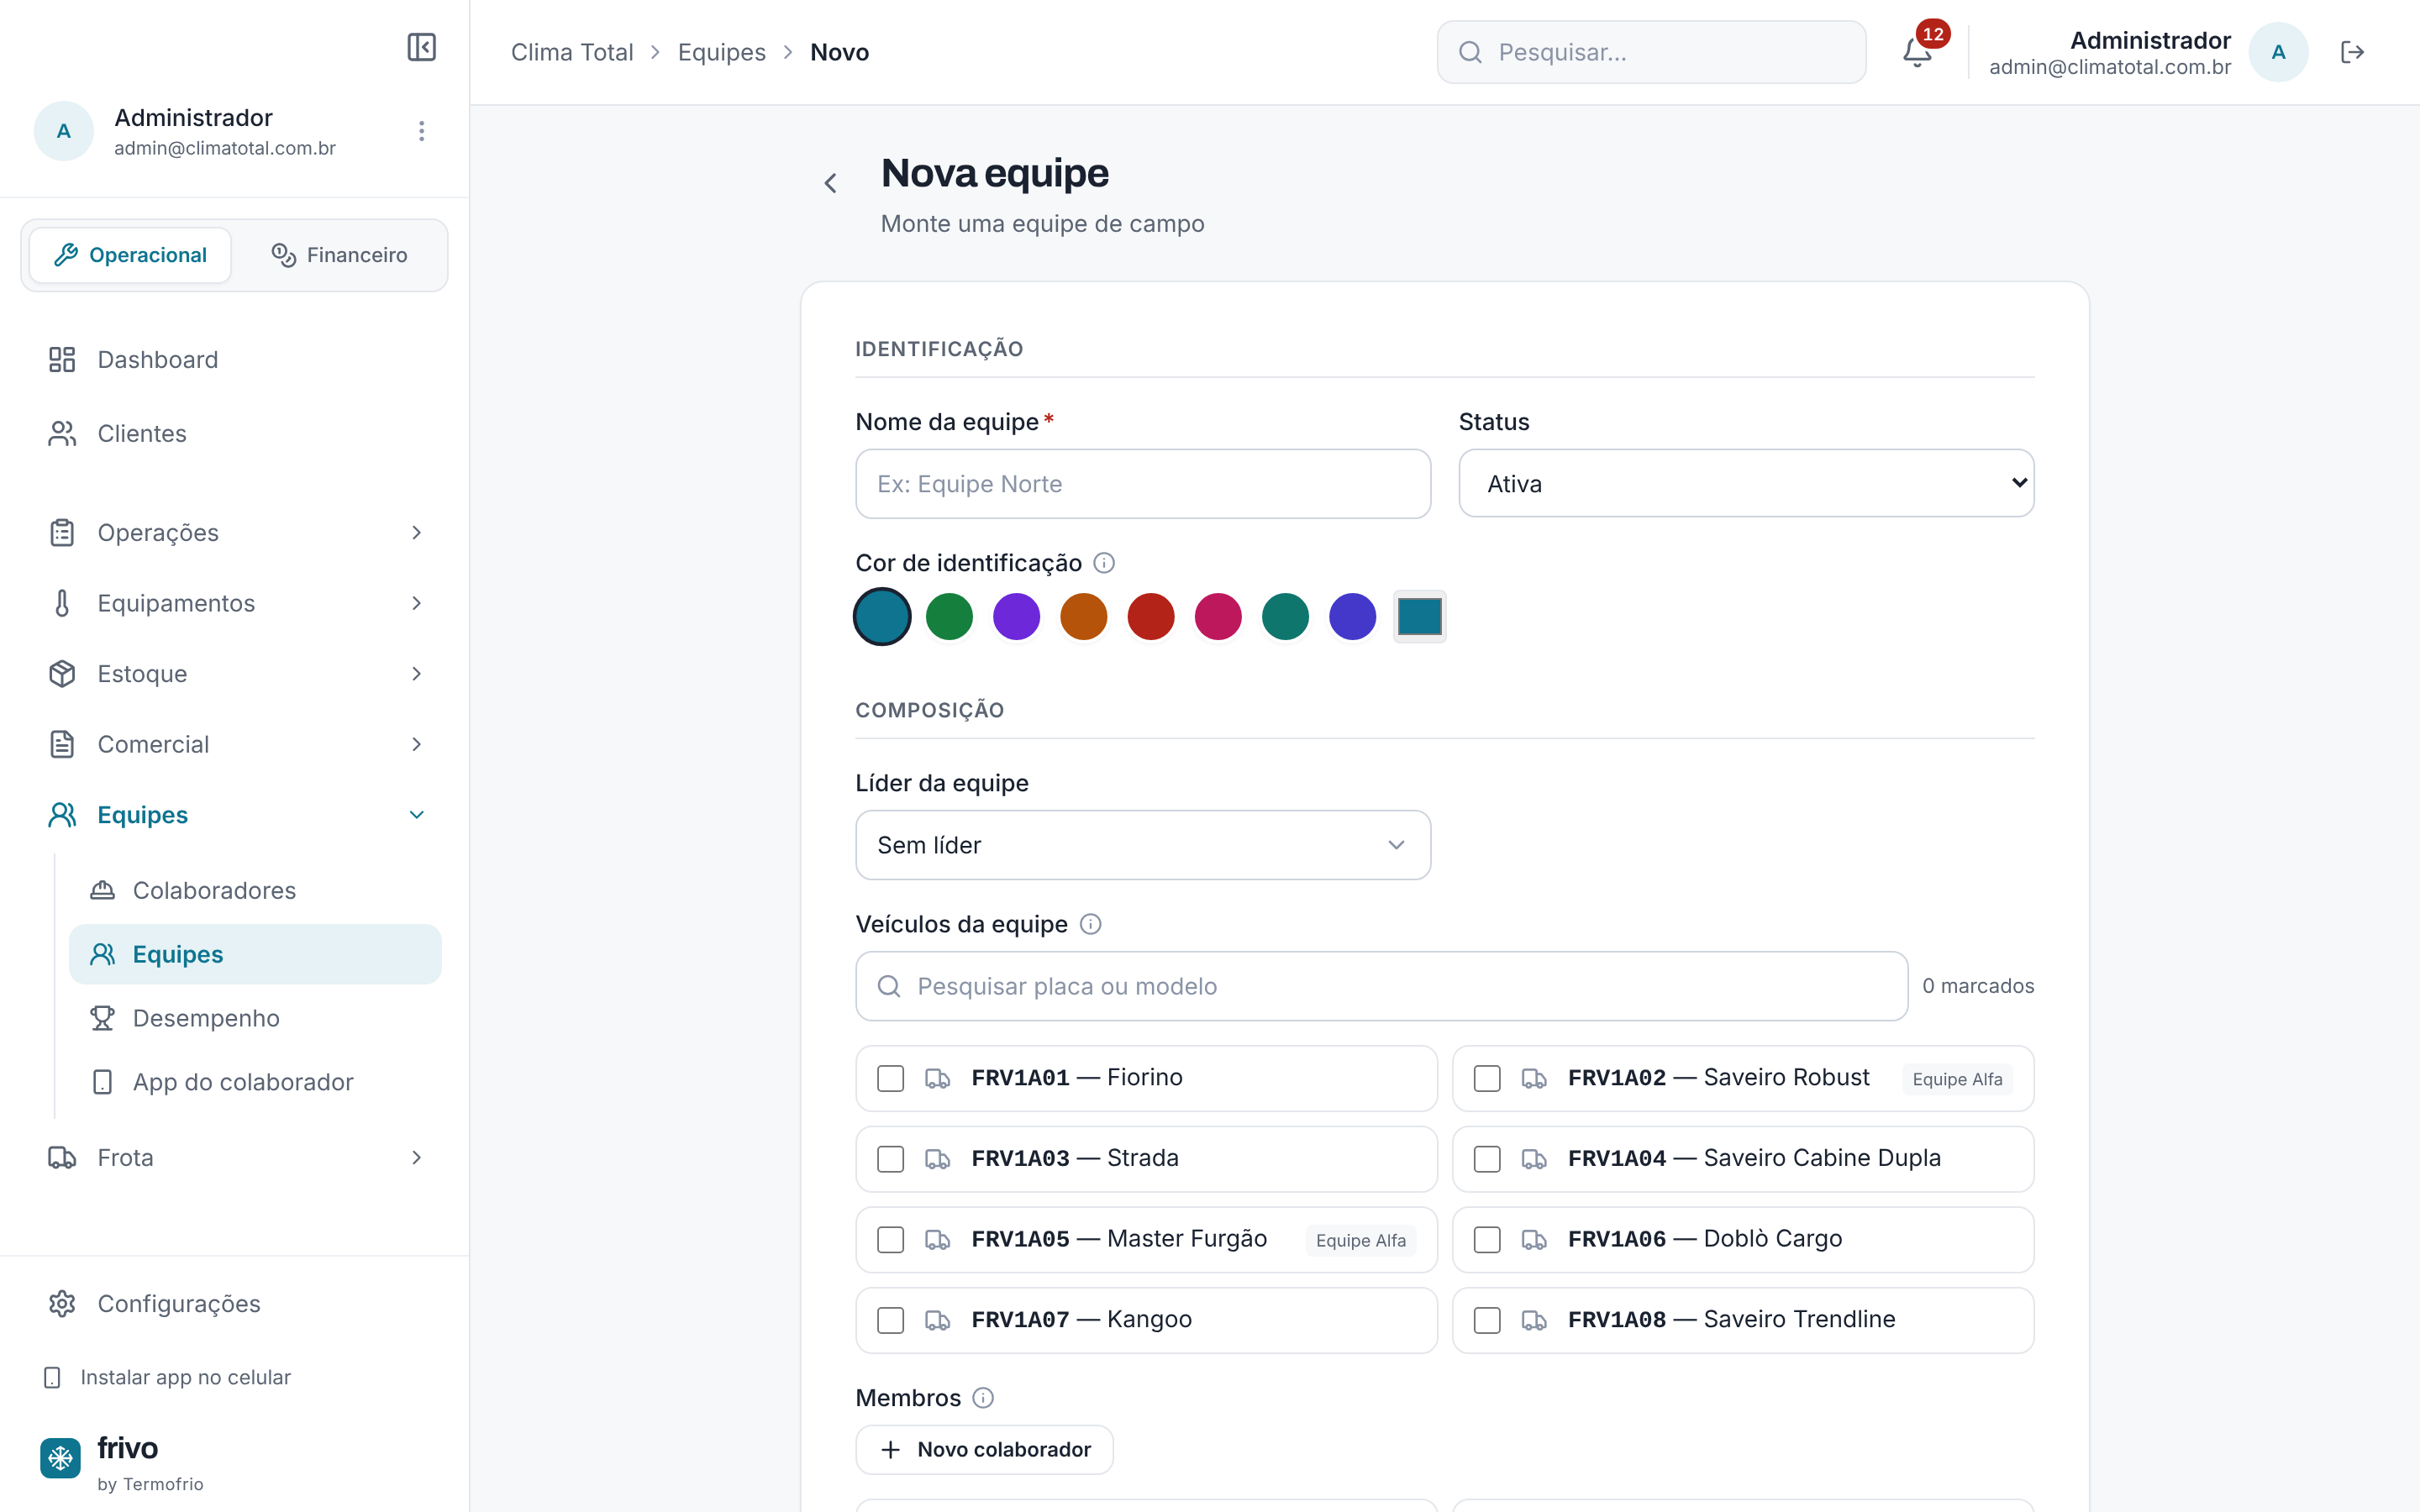 Administrador
admin@climatotal.com.br
A
Operacional
Financeiro
Dashboard
Clientes
Operações
Equipamentos
Estoque
Comercial
Equipes
Colaboradores
Equipes
Desempenho
App do colaborador
Frota
Configurações
Instalar app no celular
frivo
by Termofrio
Clima Total > Equipes > Novo
Pesquisar...
12
Administrador
admin@climatotal.com.br
A
Nova equipe
Monte uma equipe de campo
IDENTIFICAÇÃO
Nome da equipe*
Status
Ex: Equipe Norte
Ativa
Cor de identificação
COMPOSIÇÃO
Líder da equipe
Sem líder
Veículos da equipe
Pesquisar placa ou modelo
0 marcados
FRV1A01 — Fiorino
FRV1A02 — Saveiro Robust
Equipe Alfa
FRV1A03 — Strada
FRV1A04 — Saveiro Cabine Dupla
FRV1A05 — Master Furgão
Equipe Alfa
FRV1A06 — Doblò Cargo
FRV1A07 — Kangoo
FRV1A08 — Saveiro Trendline
Membros
+ Novo colaborador